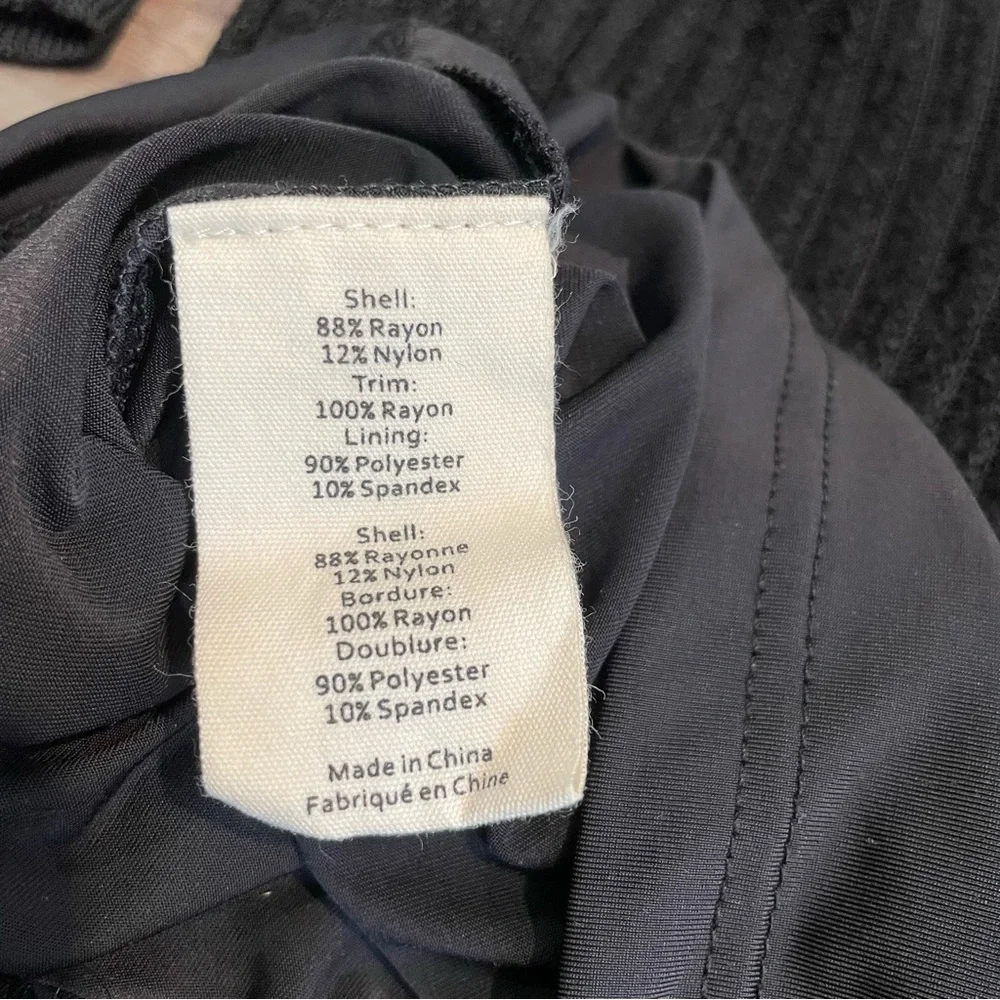 Shell:
88% Rayon
12% Nylon
Trim:
100% Rayon
Lining:
90% Polyester
10% Spandex
Shell:
88% Rayonne
12% Nylon
Bordure:
100% Rayon
Doublure:
90% Polyester
10% Spandex
Made in China
Fabriqué en Chine